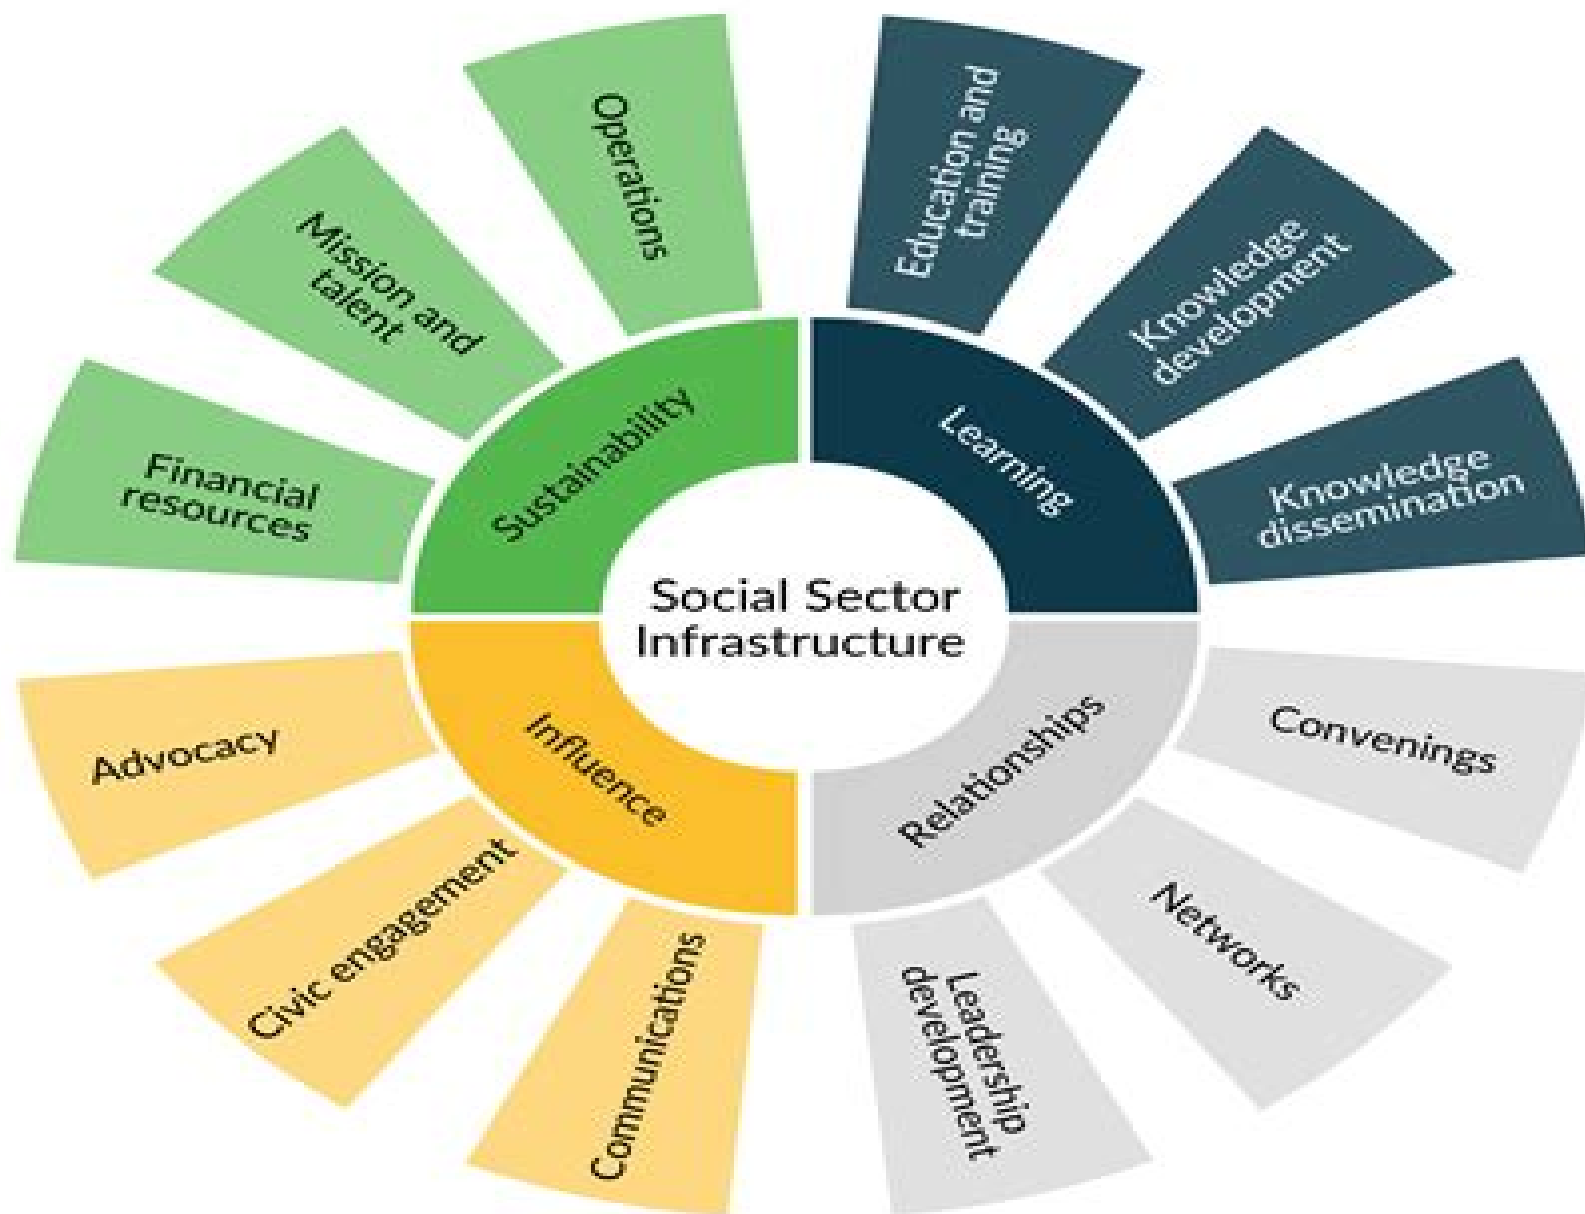 Social Sector
Infrastructure
Sustainability
Financial
resources
Mission and
talent
Operations
Learning
Education and
training
Knowledge
development
Knowledge
dissemination
Relationships
Convenings
Networks
Leadership
development
Influence
Communications
Civic engagement
Advocacy